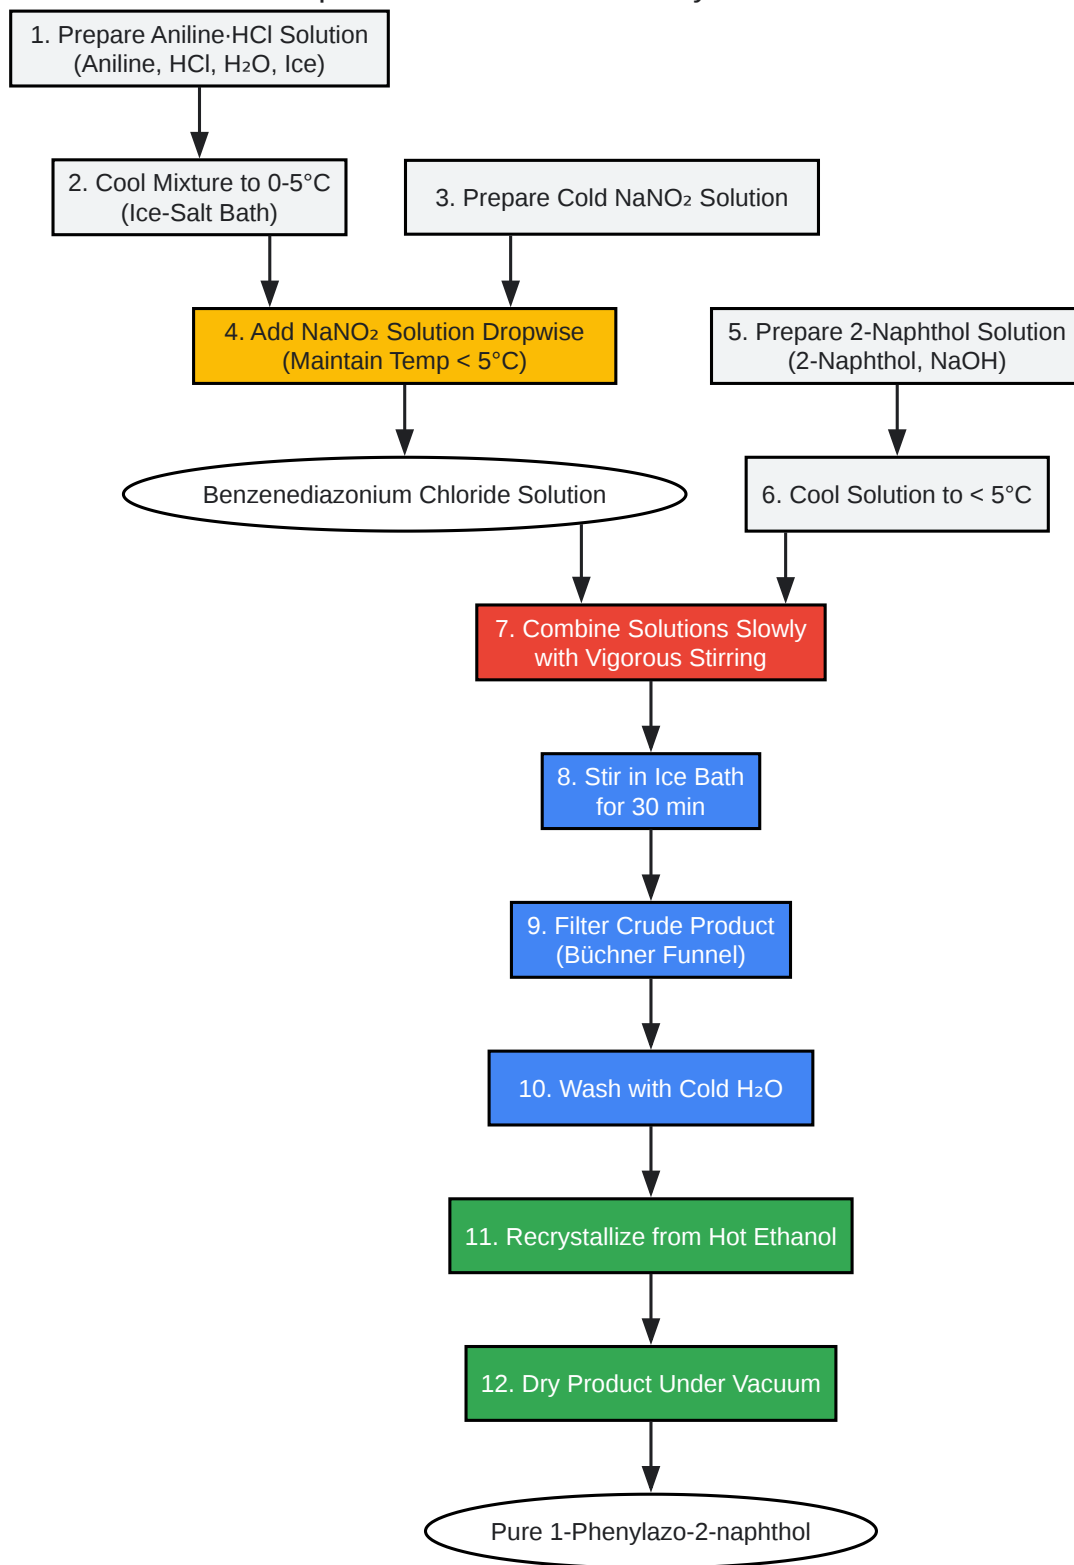 1. Prepare Aniline·HCl Solution
(Aniline, HCl, H₂O, Ice)
2. Cool Mixture to 0-5°C
(Ice-Salt Bath)
3. Prepare Cold NaNO₂ Solution
4. Add NaNO₂ Solution Dropwise
(Maintain Temp < 5°C)
5. Prepare 2-Naphthol Solution
(2-Naphthol, NaOH)
Benzenediazonium Chloride Solution
6. Cool Solution to < 5°C
7. Combine Solutions Slowly
with Vigorous Stirring
8. Stir in Ice Bath
for 30 min
9. Filter Crude Product
(Büchner Funnel)
10. Wash with Cold H₂O
11. Recrystallize from Hot Ethanol
12. Dry Product Under Vacuum
Pure 1-Phenylazo-2-naphthol